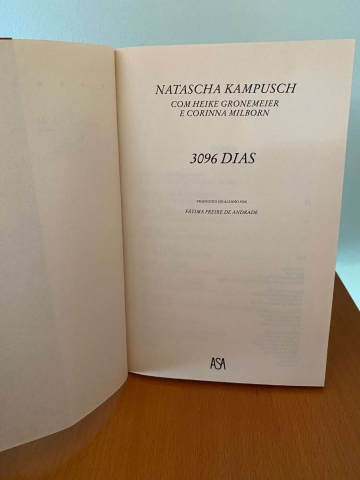 NATASCHA KAMPUSCH
COM HEIKE GRONEMEIER
E CORINNA MILBORN
3096 DIAS
TRADUZIDO DO ALEMÃO POR
FÁTIMA FREIRE DE ANDRADE
ASA